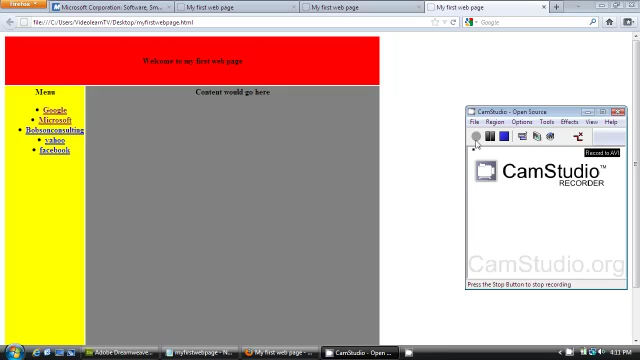 Firefox
Microsoft Corporation: Software, Sm
My first web page
My first web page
My first web page
file:///C:/Users/VideolearnTV/Desktop/myfirstwebpage.html
Google
Welcome to my first web page
Menu
Content would go here
Google
Microsoft
Bobsonconsulting
yahoo
facebook
CamStudio - Open Source
File Region Options Tools Effects View Help
Record to AVI
CamStudio™
RECORDER
CamStudio.org
Press the Stop Button to stop recording
Adobe Dreamweave...
myfirstwebpage - N...
My first web page - ...
CamStudio - Open ...
4:11 PM